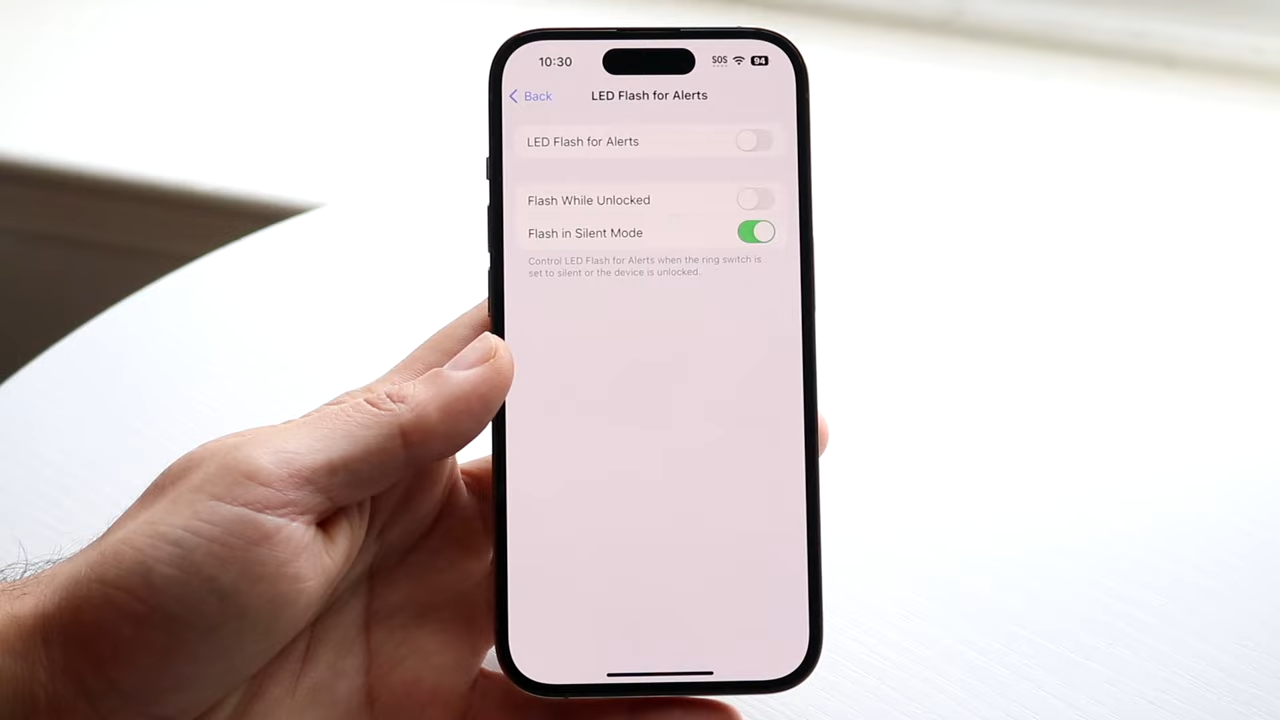 10:30 SOS 94
Back LED Flash for Alerts
LED Flash for Alerts
Flash While Unlocked
Flash in Silent Mode
Control LED Flash for Alerts when the ring switch is
set to silent or the device is unlocked.